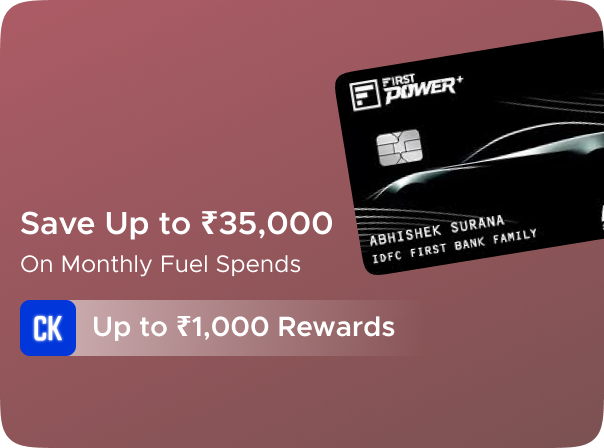 FIRST
POWER+
ABHISHEK SURANA
IDFC FIRST BANK FAMILY
Save Up to ₹35,000
On Monthly Fuel Spends
CK
Up to ₹1,000 Rewards